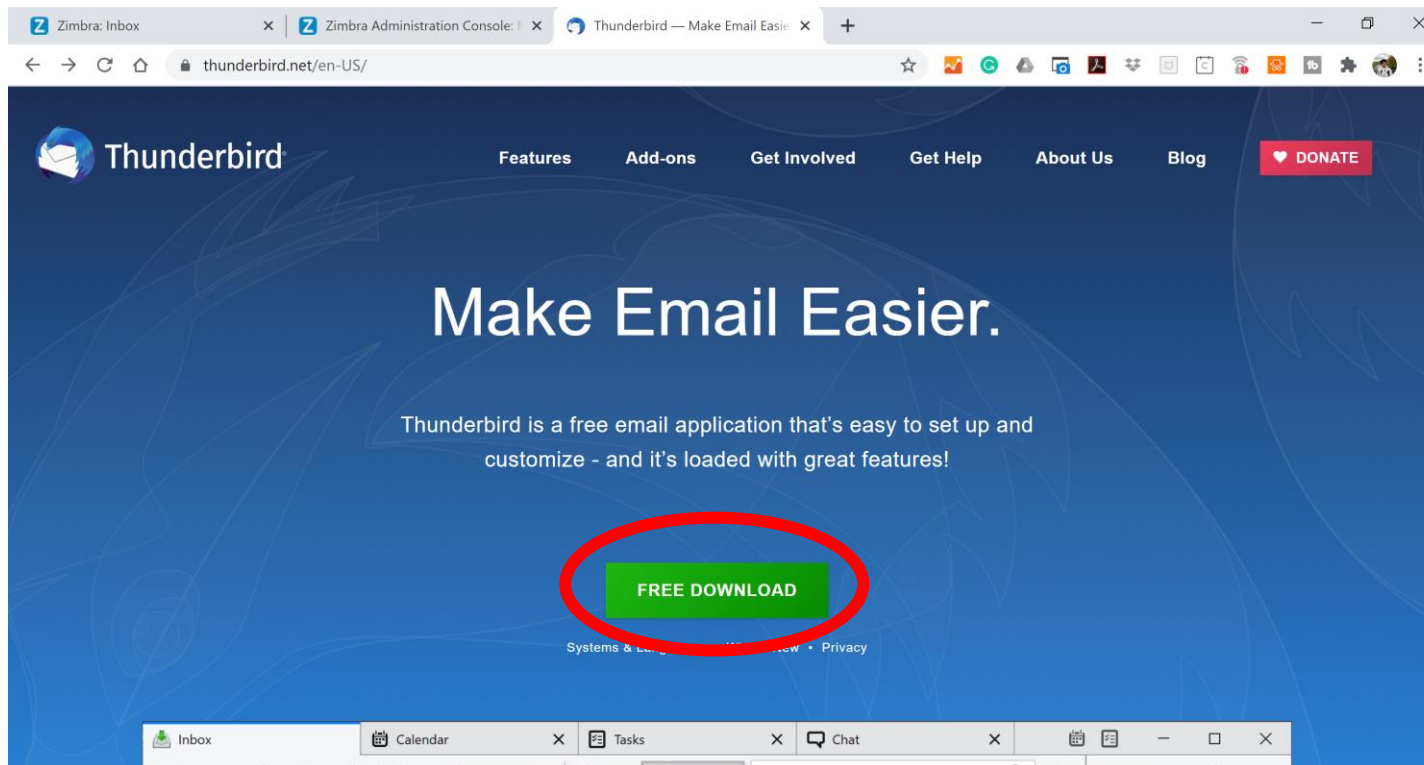 Zimbra: Inbox
Zimbra Administration Console:
Thunderbird — Make Email Easie
thunderbird.net/en-US/
Thunderbird
Features Add-ons Get Involved Get Help About Us Blog DONATE
Make Email Easier.
Thunderbird is a free email application that's easy to set up and
customize - and it's loaded with great features!
FREE DOWNLOAD
Systems & • Privacy
Inbox Calendar Tasks Chat